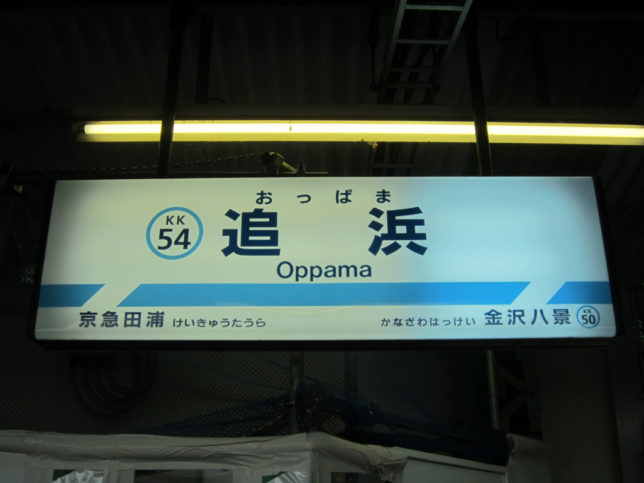 おっぱま
KK
54
追浜
Oppama
京急田浦 けいきゅうたうら
かなざわはっけい 金沢八景 KK 50